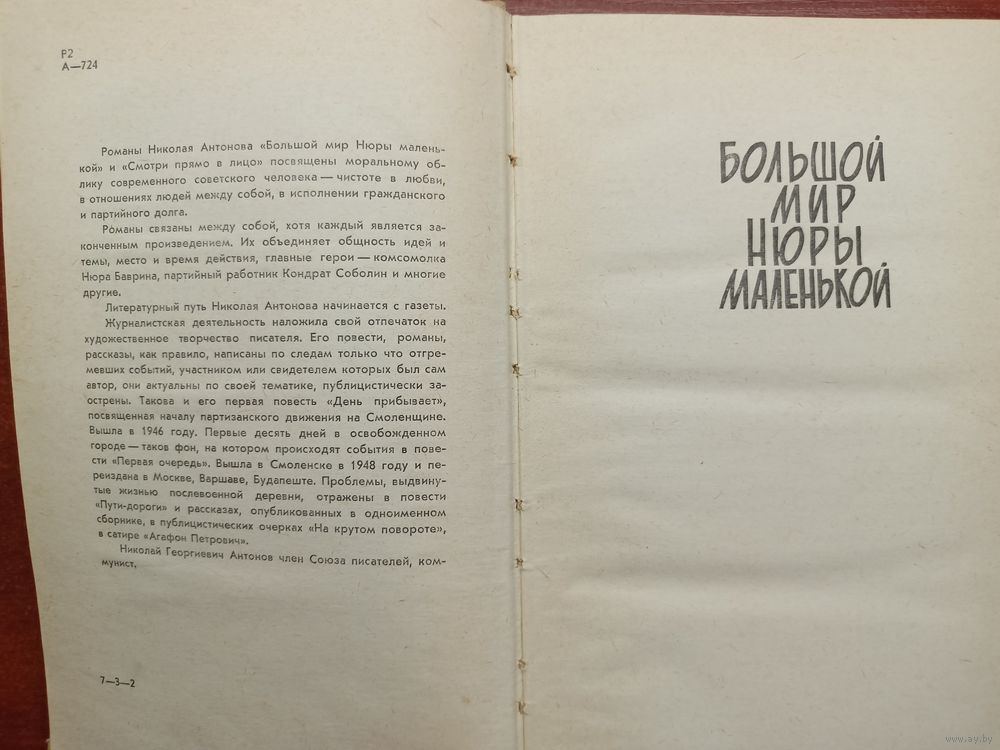 Р2
А—724
Романы Николая Антонова «Большой мир Нюры малень-
кой» и «Смотри прямо в лицо» посвящены моральному об-
лику современного советского человека — чистоте в любви,
в отношениях людей между собой, в исполнении гражданского
и партийного долга.
Романы связаны между собой, хотя каждый является за-
конченным произведением. Их объединяет общность идей и
темы, место и время действия, главные герои — комсомолка
Нюра Баврина, партийный работник Кондрат Соболин и многие
другие.
Литературный путь Николая Антонова начинается с газеты.
Журналистская деятельность наложила свой отпечаток на
художественное творчество писателя. Его повести, романы,
рассказы, как правило, написаны по следам только что отгре-
мевших событий, участником или свидетелем которых был сам
автор, они актуальны по своей тематике, публицистически за-
острены. Такова и его первая повесть «День прибывает»,
посвященная началу партизанского движения на Смоленщине.
Вышла в 1946 году. Первые десять дней в освобожденном
городе — таков фон, на котором происходят события в пове-
сти «Первая очередь». Вышла в Смоленске в 1948 году и пе-
реиздана в Москве, Варшаве, Будапеште. Проблемы, выдвину-
тые жизнью послевоенной деревни, отражены в повести
«Пути-дороги» и рассказах, опубликованных в одноименном
сборнике, в публицистических очерках «На крутом повороте»,
в сатире «Агафон Петрович».
Николай Георгиевич Антонов член Союза писателей, ком-
мунист.
7—3—2
БОЛЬШОЙ
МИР
НЮРЫ
МАЛЕНЬКОЙ
www.ay.by